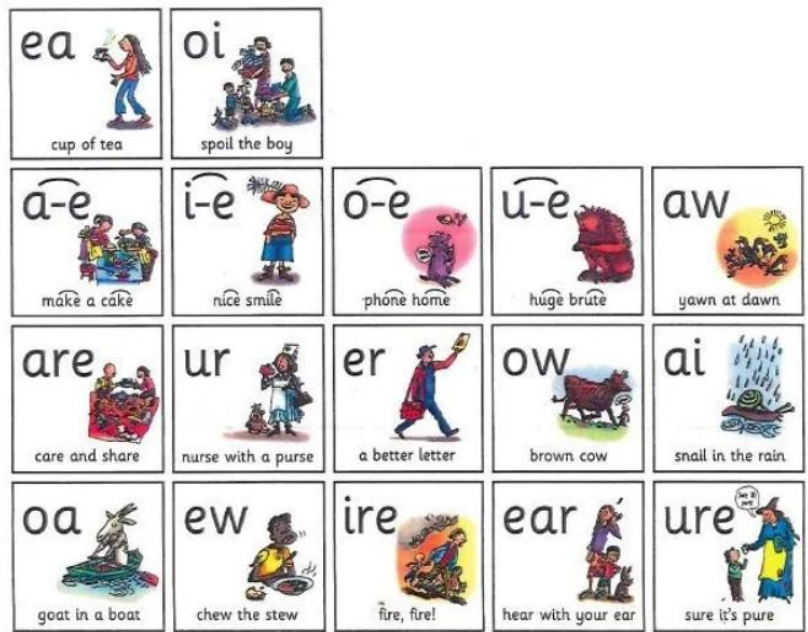 ea
cup of tea
oi
spoil the boy
a-e
make a cake
i-e
nice smile
o-e
phone home
u-e
huge brute
aw
yawn at dawn
are
care and share
ur
nurse with a purse
er
a better letter
ow
brown cow
ai
snail in the rain
oa
goat in a boat
ew
chew the stew
ire
fire, fire!
ear
hear with your ear
ure
sure it's pure